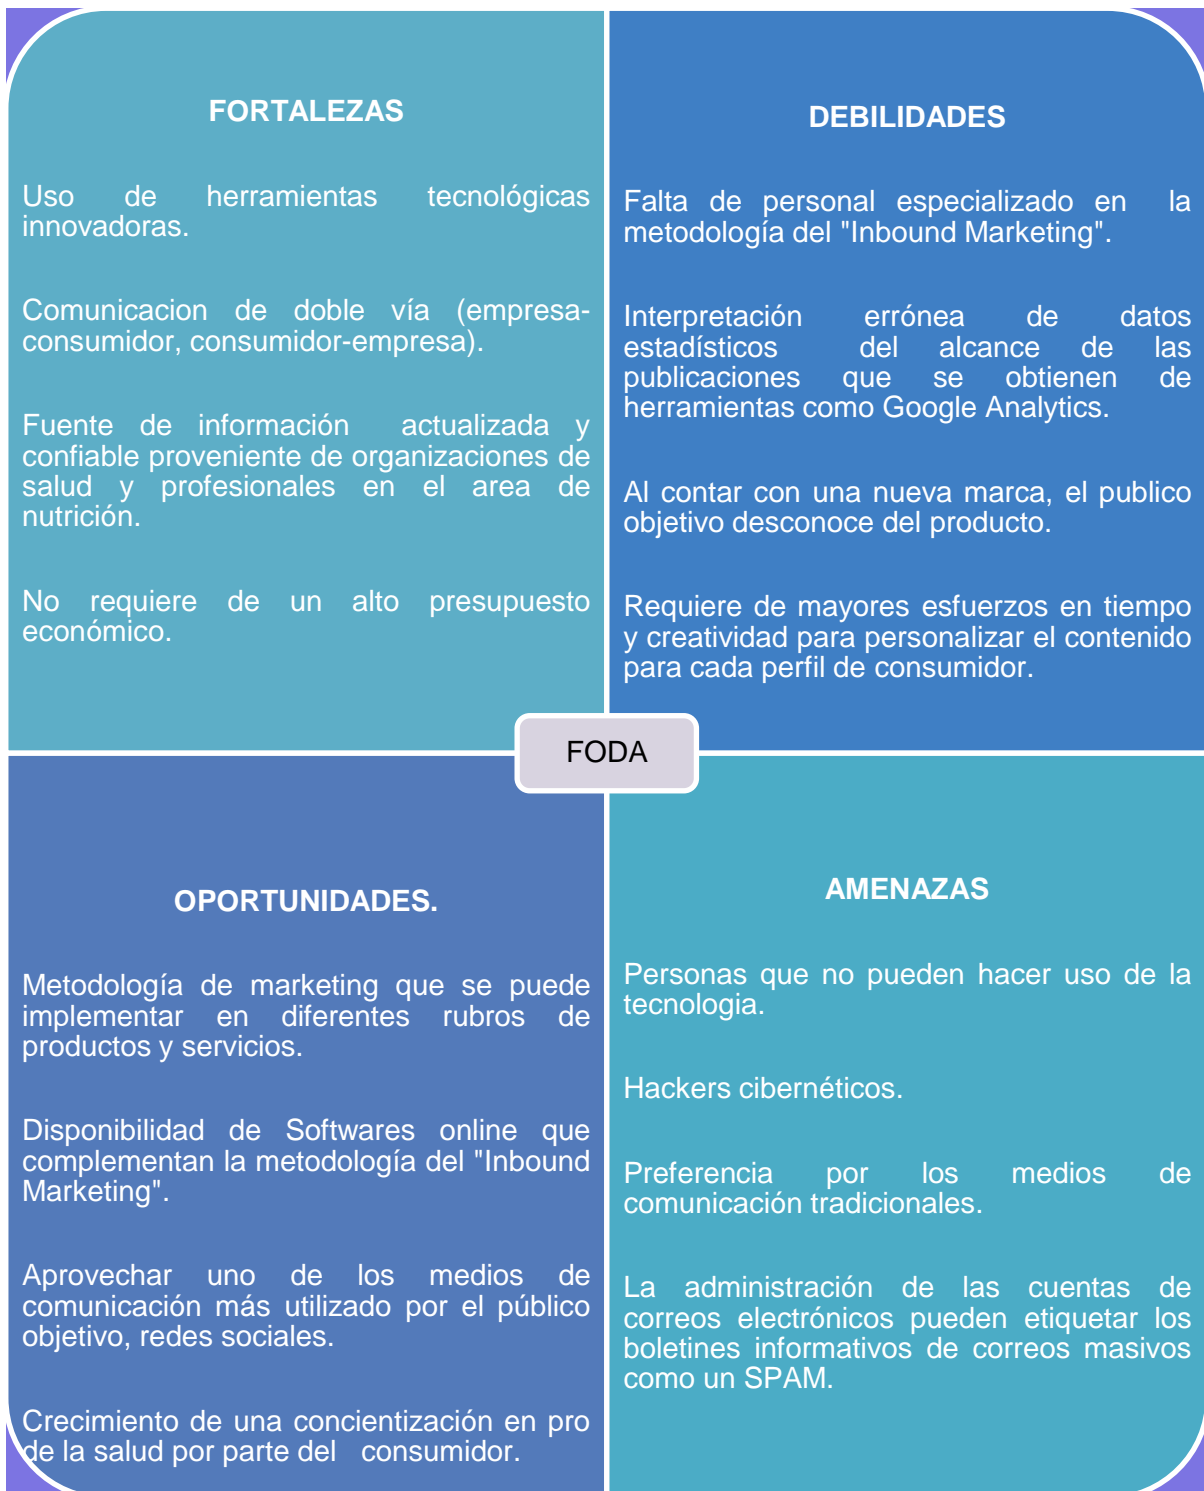 FORTALEZAS
Uso de herramientas tecnológicas
innovadoras.
Comunicacion de doble vía (empresa-
consumidor, consumidor-empresa).
Fuente de información actualizada y
confiable proveniente de organizaciones de
salud y profesionales en el area de
nutrición.
No requiere de un alto presupuesto
económico.
DEBILIDADES
Falta de personal especializado en la
metodología del "Inbound Marketing".
Interpretación errónea de datos
estadísticos del alcance de las
publicaciones que se obtienen de
herramientas como Google Analytics.
Al contar con una nueva marca, el publico
objetivo desconoce del producto.
Requiere de mayores esfuerzos en tiempo
y creatividad para personalizar el contenido
para cada perfil de consumidor.
FODA
OPORTUNIDADES.
Metodología de marketing que se puede
implementar en diferentes rubros de
productos y servicios.
Disponibilidad de Softwares online que
complementan la metodología del "Inbound
Marketing".
Aprovechar uno de los medios de
comunicación más utilizado por el público
objetivo, redes sociales.
Crecimiento de una concientización en pro
de la salud por parte del consumidor.
AMENAZAS
Personas que no pueden hacer uso de la
tecnologia.
Hackers cibernéticos.
Preferencia por los medios de
comunicación tradicionales.
La administración de las cuentas de
correos electrónicos pueden etiquetar los
boletines informativos de correos masivos
como un SPAM.